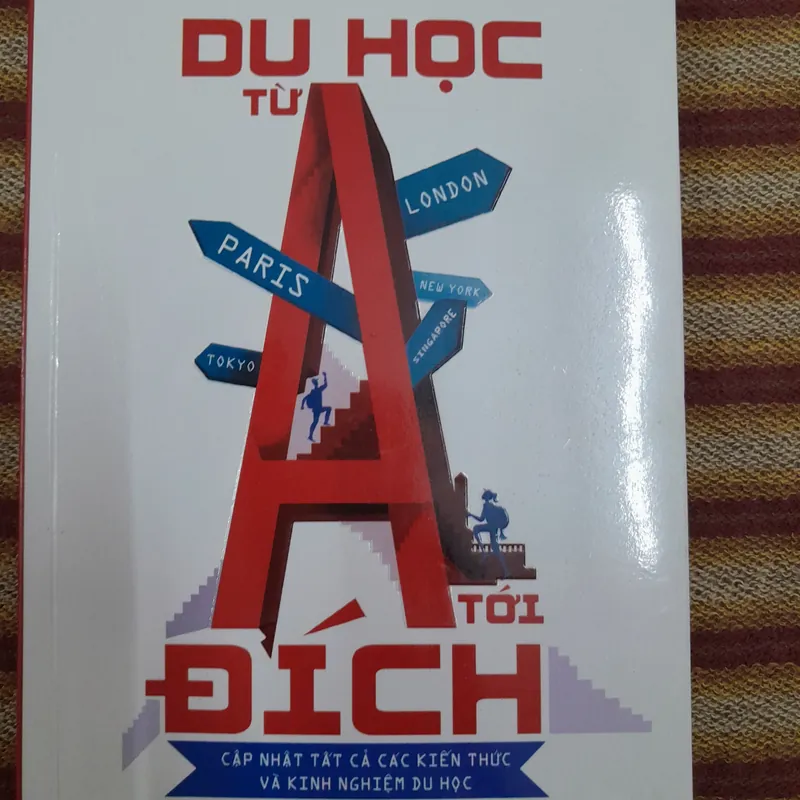 DU HỌC
TỪ
A
LONDON
PARIS
NEW YORK
SINGAPORE
TOKYO
TỚI
ĐÍCH
CẬP NHẬT TẤT CẢ CÁC KIẾN THỨC
VÀ KINH NGHIỆM DU HỌC